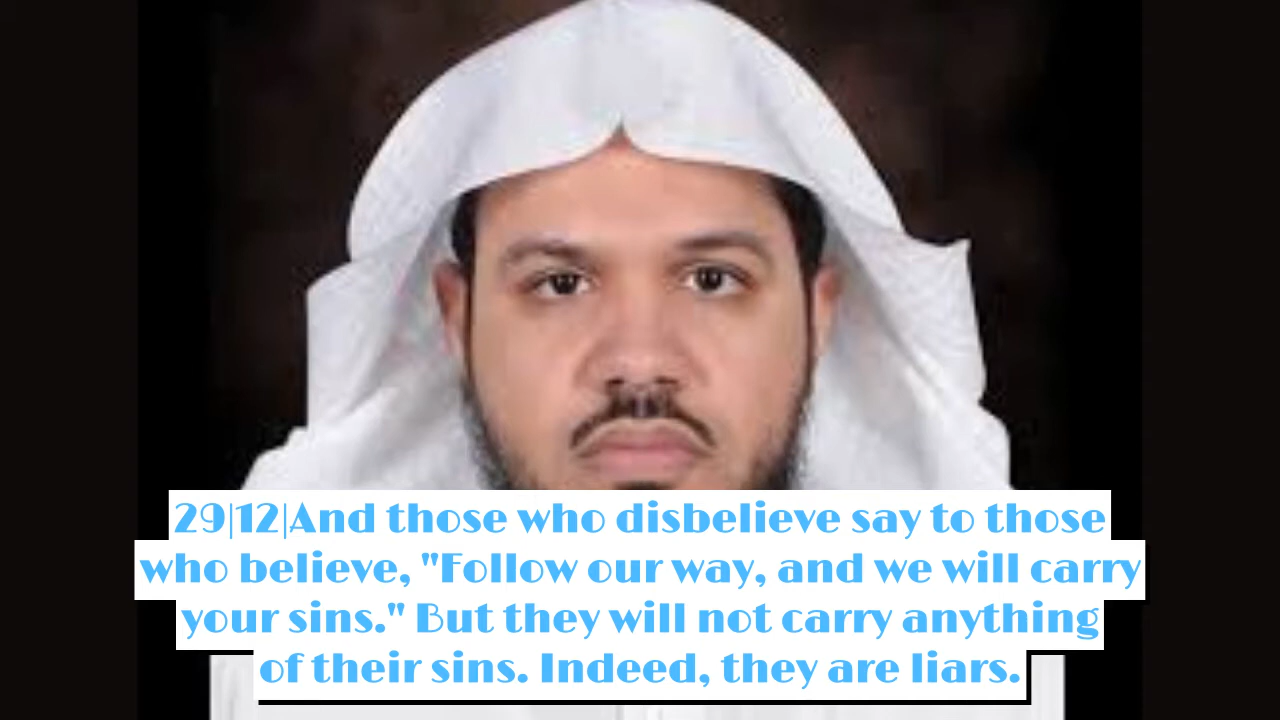 29|12|And those who disbelieve say to those
who believe, "Follow our way, and we will carry
your sins." But they will not carry anything
of their sins. Indeed, they are liars.